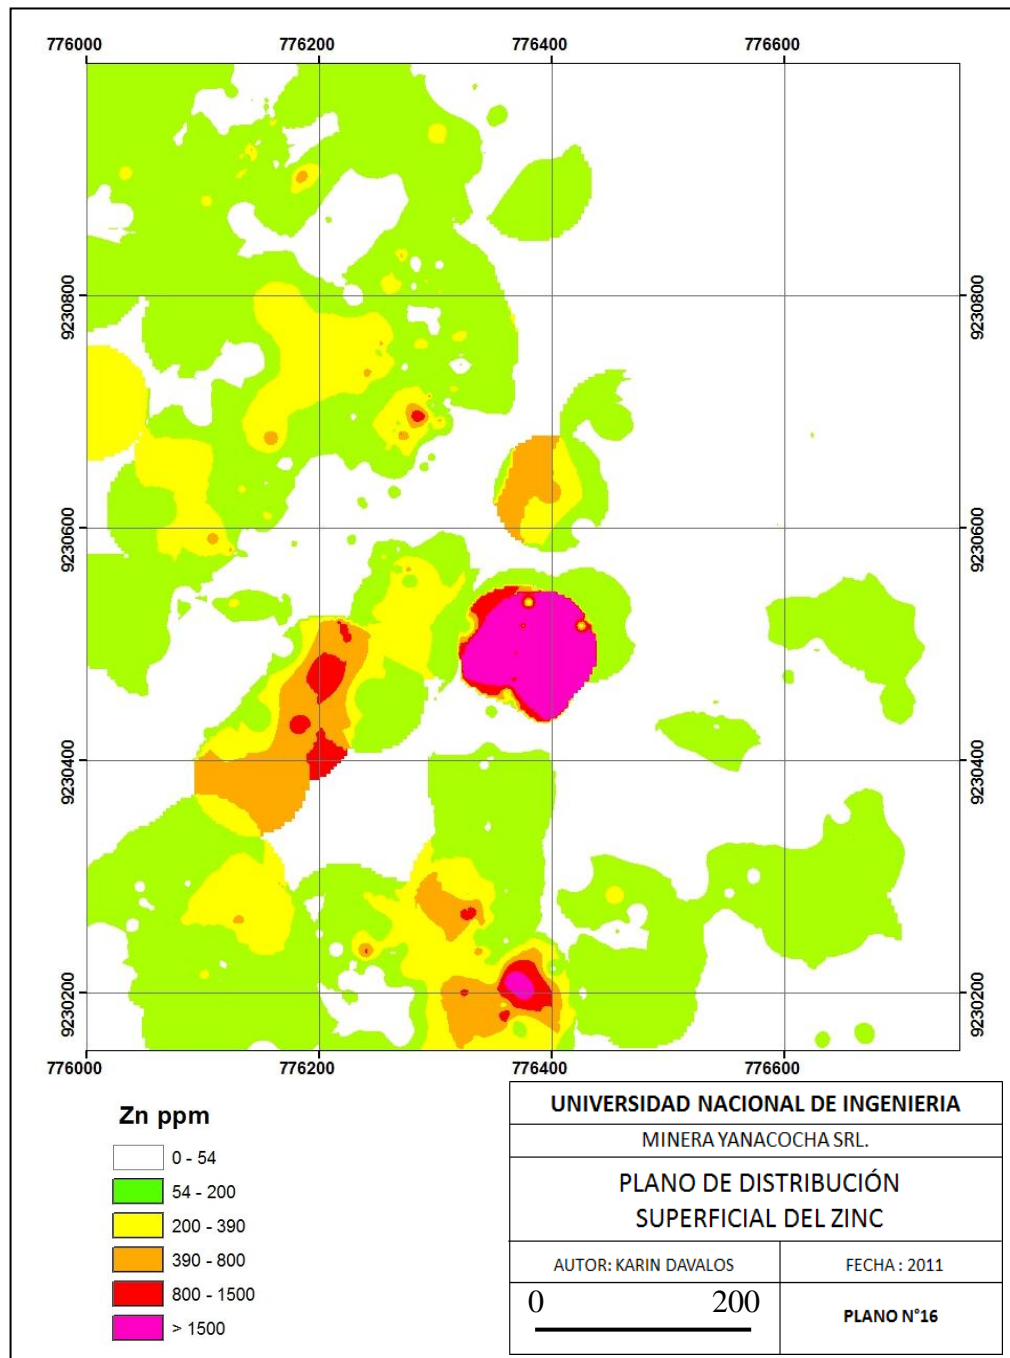 776000 776200 776400 776600
9230800 9230800
9230600 9230600
9230400 9230400
9230200 9230200
776000 776200 776400 776600
Zn ppm
0 - 54
54 - 200
200 - 390
390 - 800
800 - 1500
> 1500
UNIVERSIDAD NACIONAL DE INGENIERIA
MINERA YANACOCHA SRL.
PLANO DE DISTRIBUCIÓN
SUPERFICIAL DEL ZINC
AUTOR: KARIN DAVALOS
FECHA : 2011
0 200
PLANO N°16